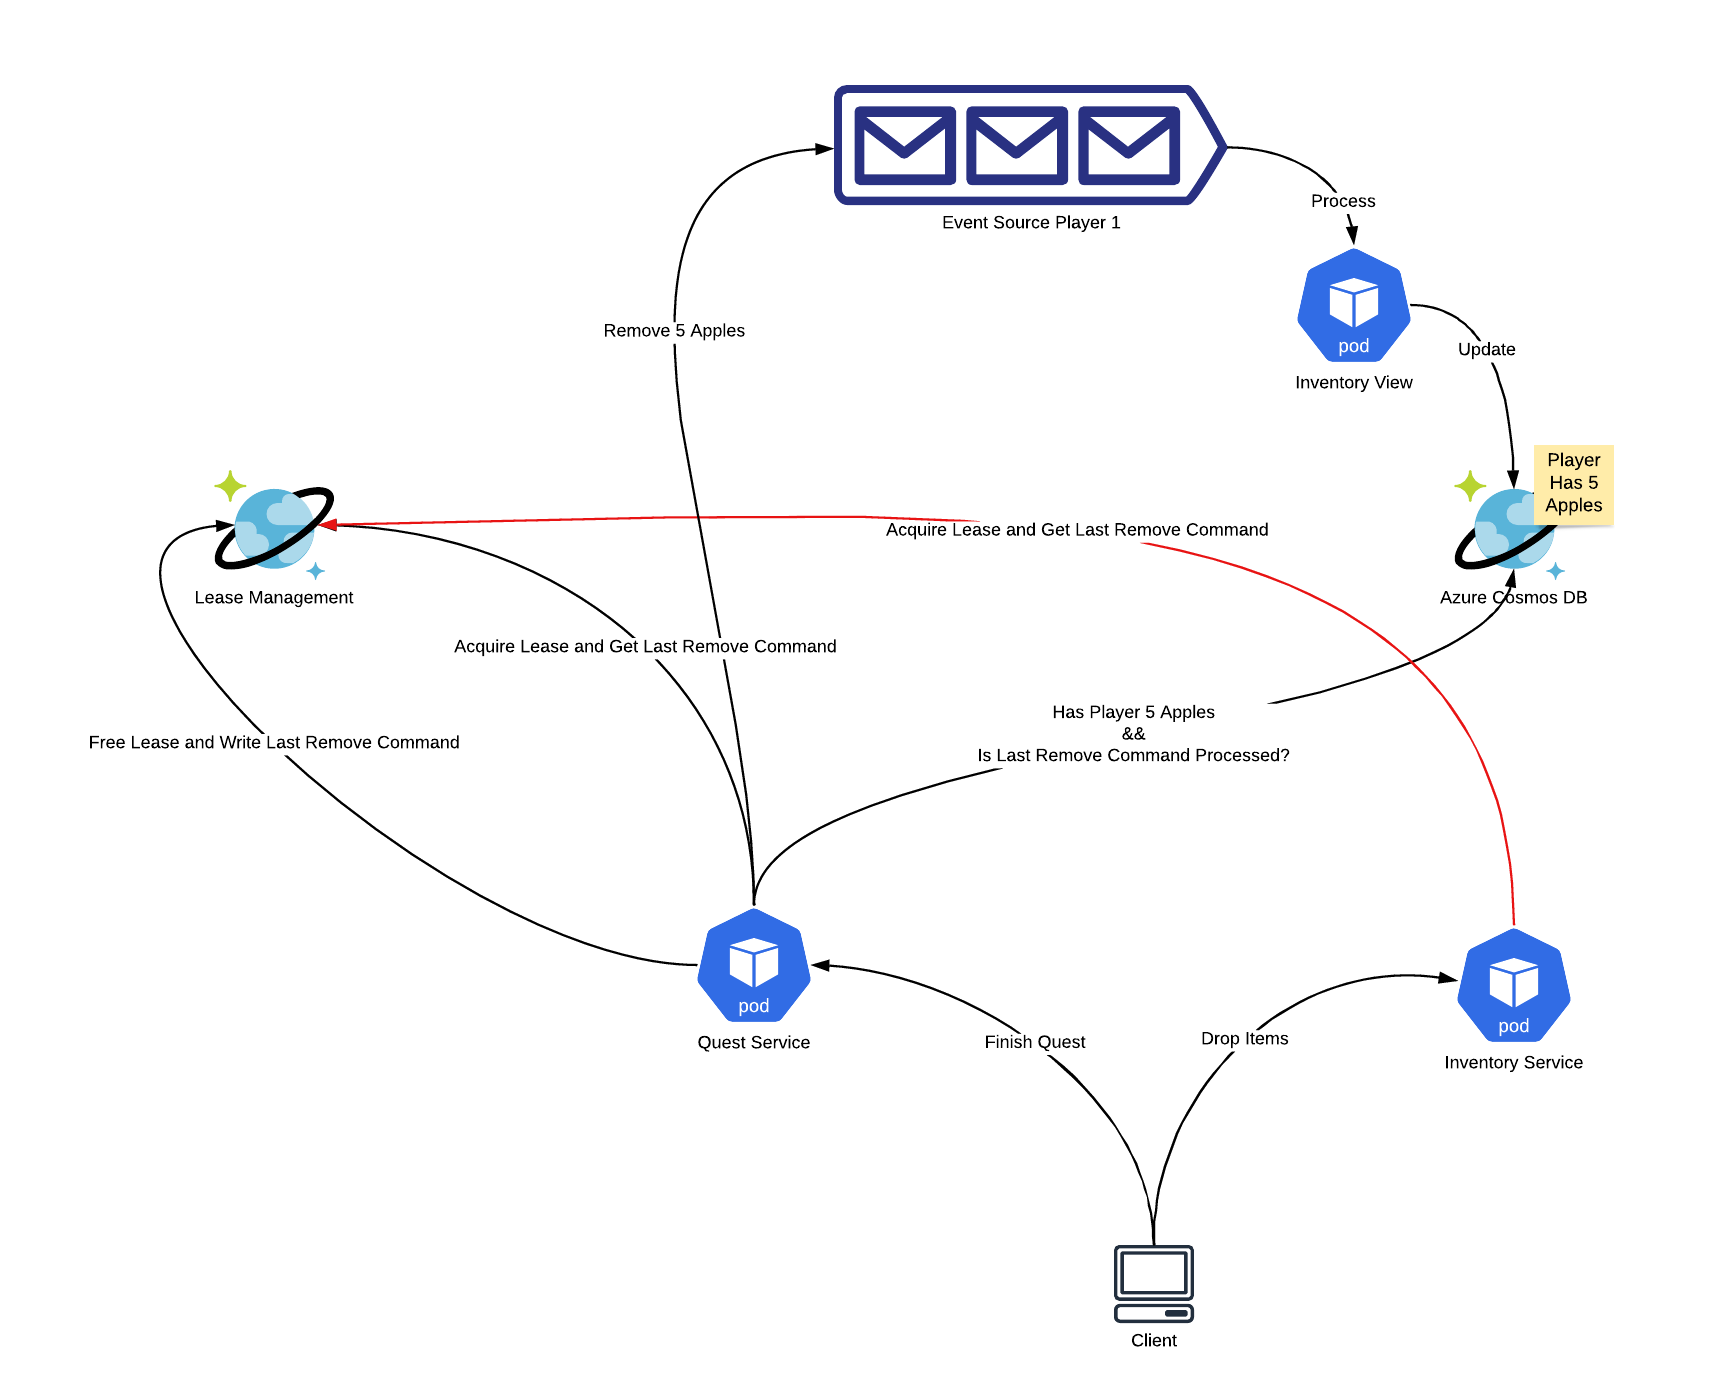 Event Source Player 1
Process
pod
Inventory View
Update
Remove 5 Apples
Player
Has 5
Apples
Azure Cosmos DB
Lease Management
Acquire Lease and Get Last Remove Command
Acquire Lease and Get Last Remove Command
Free Lease and Write Last Remove Command
Has Player 5 Apples
&&
Is Last Remove Command Processed?
pod
Quest Service
pod
Inventory Service
Finish Quest
Drop Items
Client